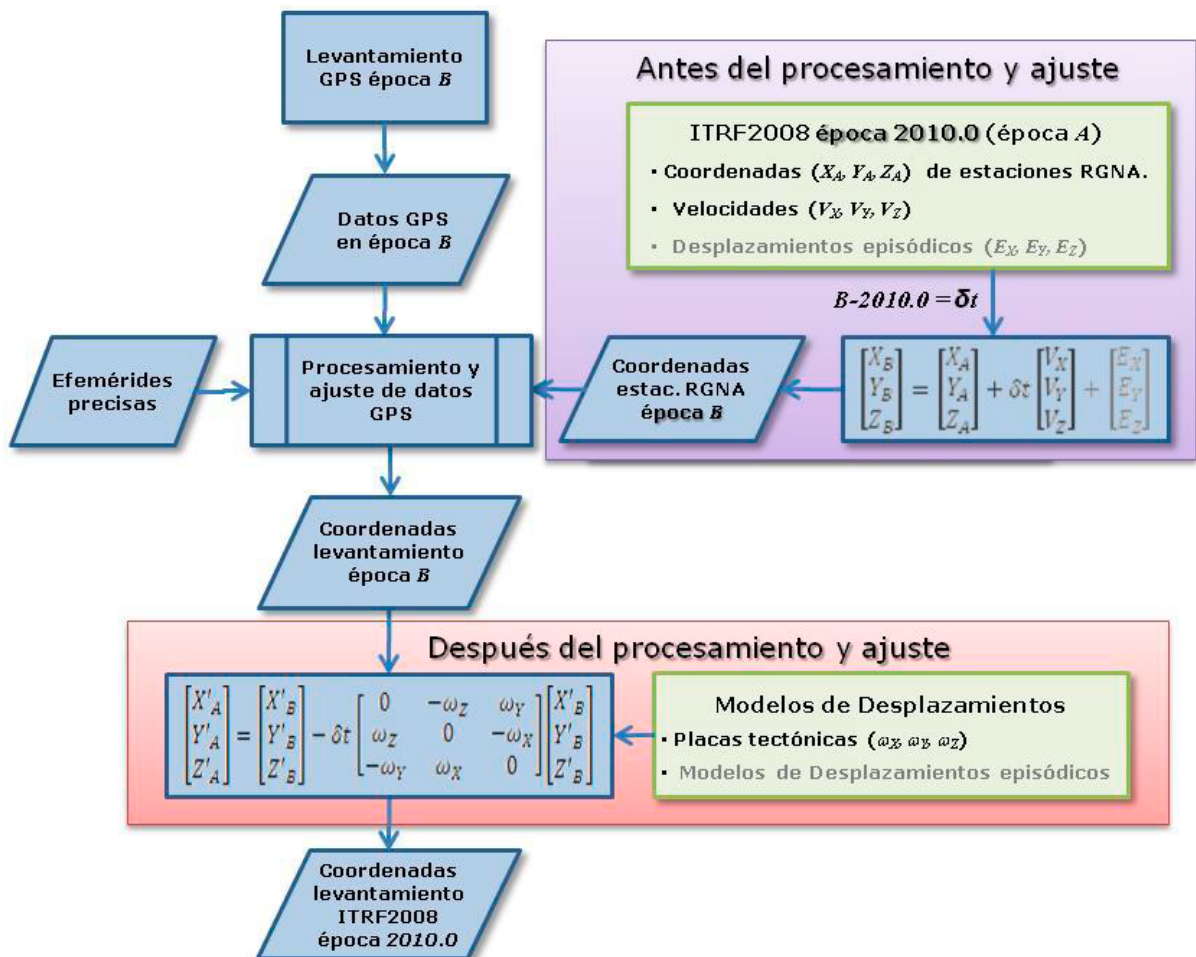 Levantamiento
GPS época B
Antes del procesamiento y ajuste
ITRF2008 época 2010.0 (época A)
▪ Coordenadas (X_A, Y_A, Z_A) de estaciones RGNA.
▪ Velocidades (V_X, V_Y, V_Z)
▪ Desplazamientos episódicos (E_X, E_Y, E_Z)
Datos GPS
en época B
B-2010.0 = δt
Efemérides
precisas
Procesamiento y
ajuste de datos
GPS
Coordenadas
estac. RGNA
época B
[X_B] = [X_A] + δt [V_X] + [E_X]
[Y_B] = [Y_A] + δt [V_Y] + [E_Y]
[Z_B] = [Z_A] + δt [V_Z] + [E_Z]
Coordenadas
levantamiento
época B
Después del procesamiento y ajuste
[X'_A] = [X'_B] − δt [0 −ω_Z ω_Y] [X'_B]
[Y'_A] = [Y'_B] − δt [ω_Z 0 −ω_X] [Y'_B]
[Z'_A] = [Z'_B] − δt [−ω_Y ω_X 0] [Z'_B]
Modelos de Desplazamientos
▪ Placas tectónicas (ω_X, ω_Y, ω_Z)
▪ Modelos de Desplazamientos episódicos
Coordenadas
levantamiento
ITRF2008
época 2010.0